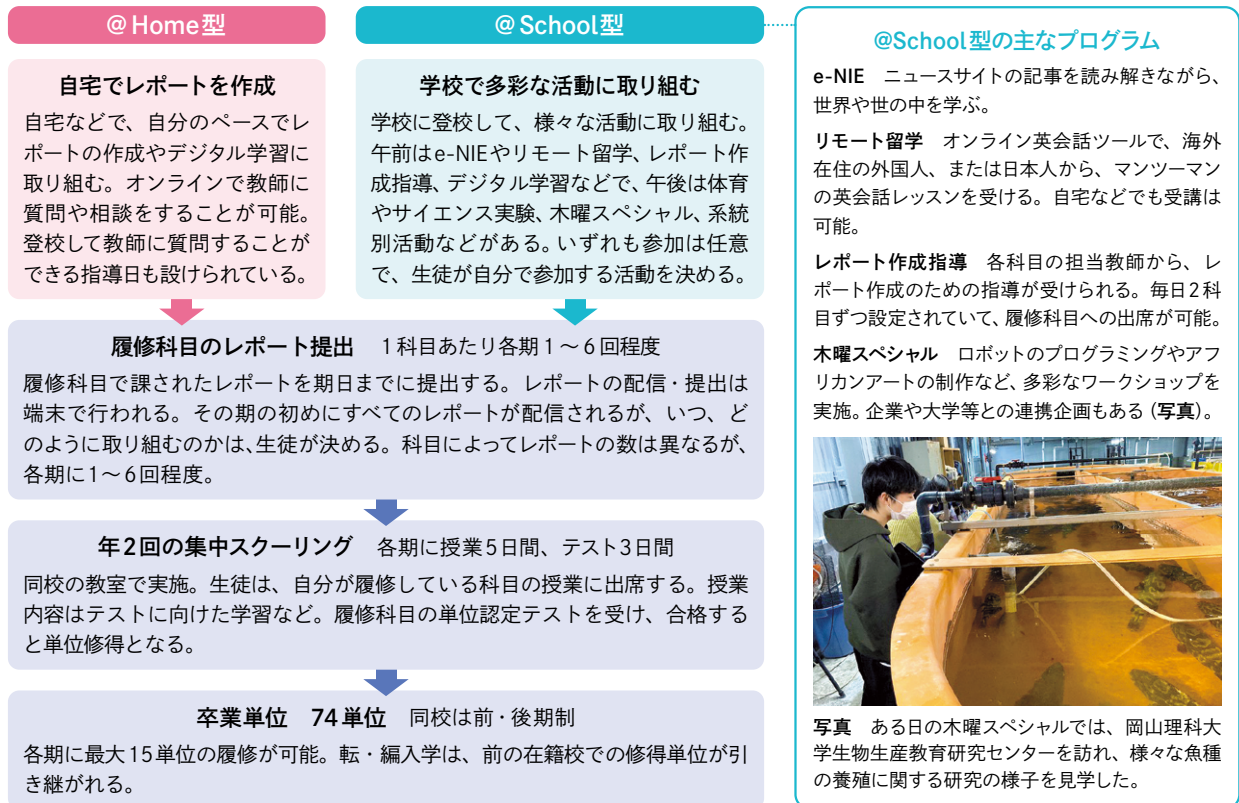 @Home型
自宅でレポートを作成
自宅などで、自分のペースでレ
ポートの作成やデジタル学習に
取り組む。オンラインで教師に
質問や相談をすることが可能。
登校して教師に質問することが
できる指導日も設けられている。
@School型
学校で多彩な活動に取り組む
学校に登校して、様々な活動に取り組む。
午前はe-NIEやリモート留学、レポート作
成指導、デジタル学習などで、午後は体育
やサイエンス実験、木曜スペシャル、系統
別活動などがある。いずれも参加は任意
で、生徒が自分で参加する活動を決める。
履修科目のレポート提出　1科目あたり各期1～6回程度
履修科目で課されたレポートを期日までに提出する。レポートの配信・提出は
端末で行われる。その期の初めにすべてのレポートが配信されるが、いつ、ど
のように取り組むのかは、生徒が決める。科目によってレポートの数は異なるが、
各期に1～6回程度。
年2回の集中スクーリング　各期に授業5日間、テスト3日間
同校の教室で実施。生徒は、自分が履修している科目の授業に出席する。授業
内容はテストに向けた学習など。履修科目の単位認定テストを受け、合格する
と単位修得となる。
卒業単位　74単位　同校は前・後期制
各期に最大15単位の履修が可能。転・編入学は、前の在籍校での修得単位が引
き継がれる。
@School型の主なプログラム
e-NIE　ニュースサイトの記事を読み解きながら、
世界や世の中を学ぶ。
リモート留学　オンライン英会話ツールで、海外
在住の外国人、または日本人から、マンツーマン
の英会話レッスンを受ける。自宅などでも受講は
可能。
レポート作成指導　各科目の担当教師から、レ
ポート作成のための指導が受けられる。毎日2科
目ずつ設定されていて、履修科目への出席が可能。
木曜スペシャル　ロボットのプログラミングやアフ
リカンアートの制作など、多彩なワークショップを
実施。企業や大学等との連携企画もある（写真）。
写真　ある日の木曜スペシャルでは、岡山理科大
学生物生産教育研究センターを訪れ、様々な魚種
の養殖に関する研究の様子を見学した。